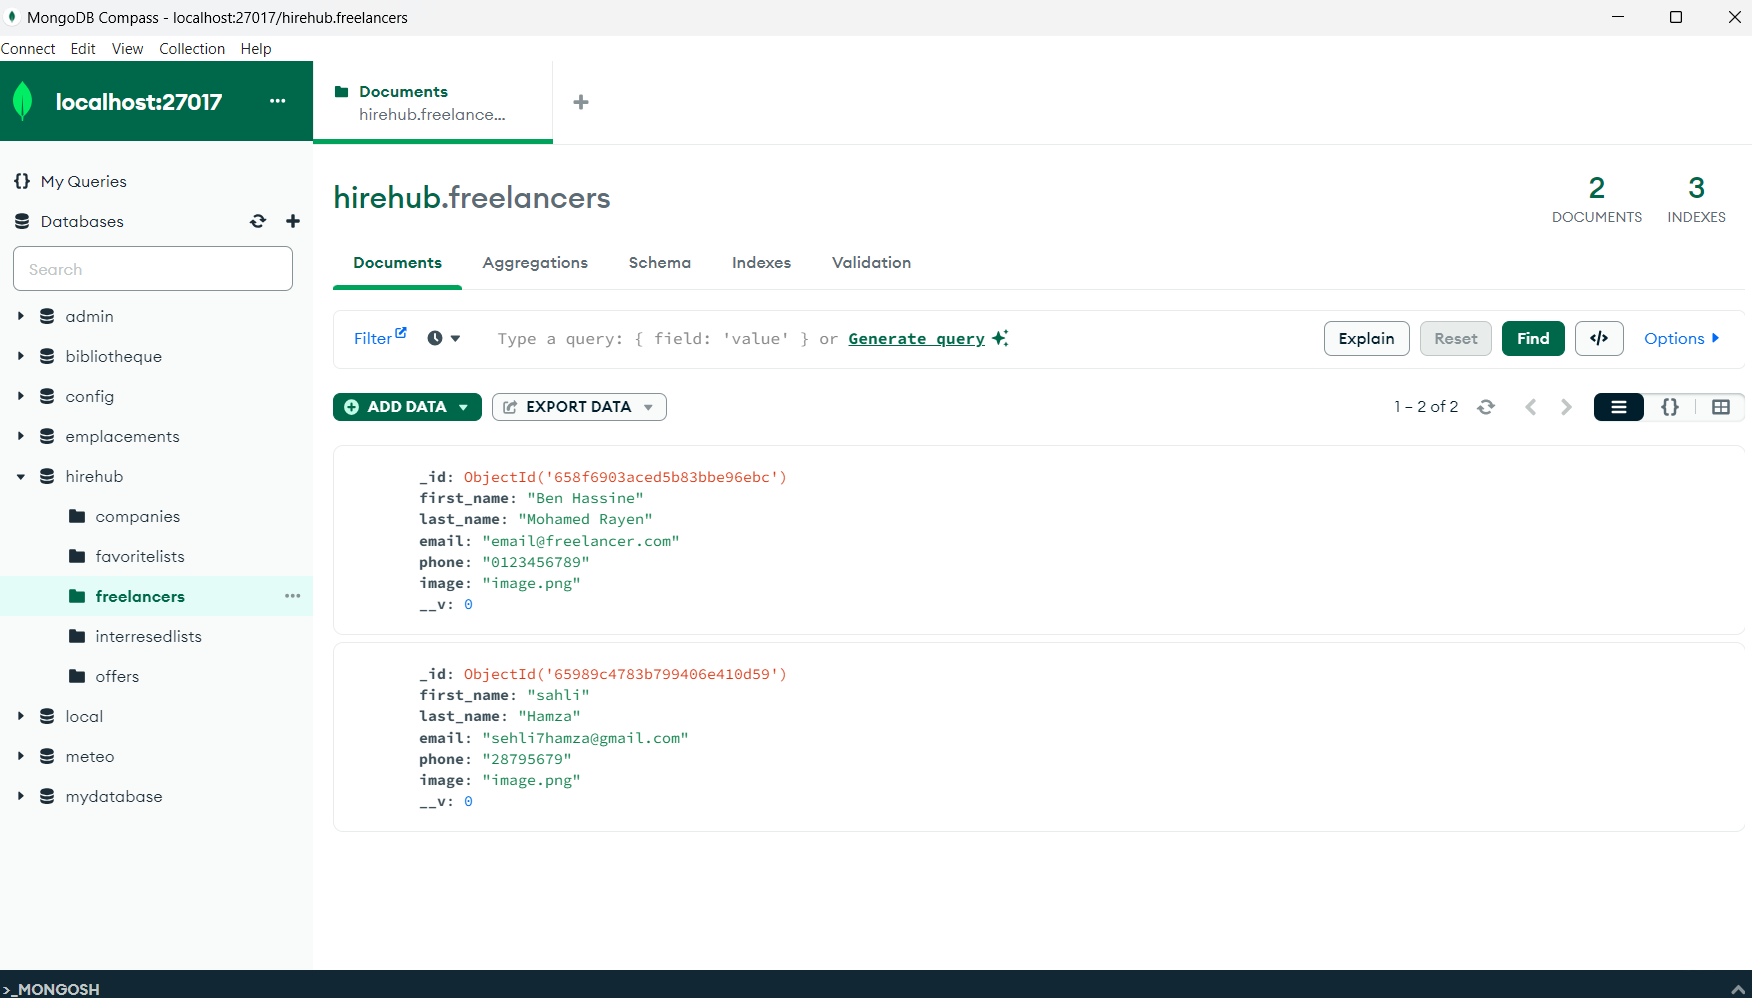 MongoDB Compass - localhost:27017/hirehub.freelancers
Connect Edit View Collection Help
localhost:27017
Documents
hirehub.freelance...
My Queries
Databases
Search
admin
bibliotheque
config
emplacements
hirehub
companies
favoritelists
freelancers
interresedlists
offers
local
meteo
mydatabase
hirehub.freelancers
2
DOCUMENTS
3
INDEXES
Documents Aggregations Schema Indexes Validation
Filter Type a query: { field: 'value' } or Generate query Explain Reset Find </> Options
ADD DATA EXPORT DATA 1 – 2 of 2 {}
_id: ObjectId('658f6903aced5b83bbe96ebc')
first_name: "Ben Hassine"
last_name: "Mohamed Rayen"
email: "email@freelancer.com"
phone: "0123456789"
image: "image.png"
__v: 0
_id: ObjectId('65989c4783b799406e410d59')
first_name: "sahli"
last_name: "Hamza"
email: "sehli7hamza@gmail.com"
phone: "28795679"
image: "image.png"
__v: 0
>_MONGOSH